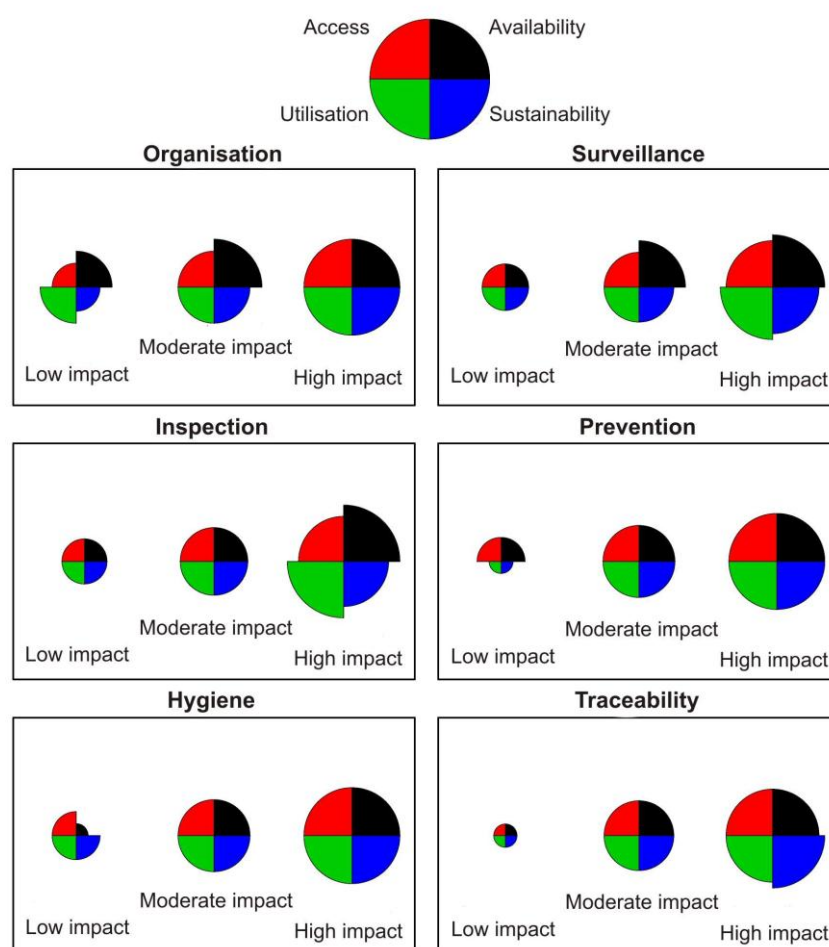 Access Availability
Utilisation Sustainability
Organisation Surveillance
Moderate impact Moderate impact
Low impact High impact Low impact High impact
Inspection Prevention
Moderate impact Moderate impact
Low impact High impact Low impact High impact
Hygiene Traceability
Moderate impact Moderate impact
Low impact High impact Low impact High impact